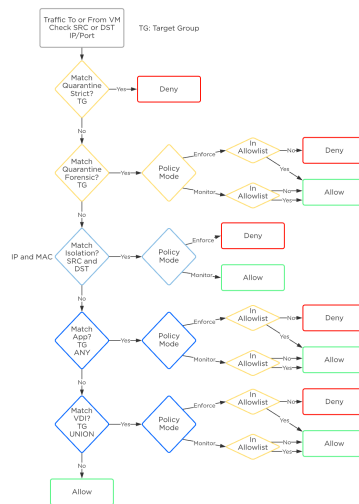 Traffic To or From VM
Check SRC or DST
IP/Port
TG: Target Group
Match
Quarantine
Strict?
TG
Yes
Deny
No
Match
Quarantine
Forensic?
TG
Yes
Policy
Mode
Enforce
In
Allowlist
No
Deny
Yes
Monitor
In
Allowlist
No
Yes
Allow
No
IP and MAC
Match
Isolation?
SRC and
DST
Yes
Policy
Mode
Enforce
Deny
Monitor
Allow
No
Match
App?
TG
ANY
Yes
Policy
Mode
Enforce
In
Allowlist
No
Deny
Yes
Monitor
In
Allowlist
No
Yes
Allow
No
Match
VDI?
TG
UNION
Yes
Policy
Mode
Enforce
In
Allowlist
No
Deny
Yes
Monitor
In
Allowlist
No
Yes
Allow
No
Allow